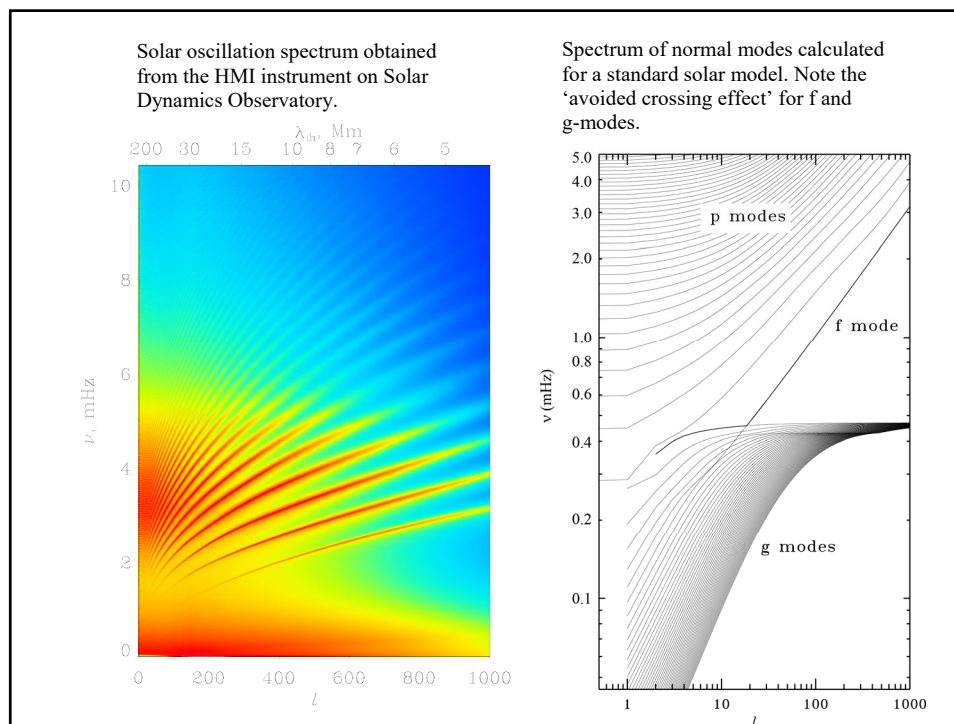 Solar oscillation spectrum obtained
from the HMI instrument on Solar
Dynamics Observatory.
λₕ, Mm
200 30 15 10 8 7 6 5
10
8
6
4
2
0
ν, mHz
0 200 400 600 800 1000
l
Spectrum of normal modes calculated
for a standard solar model. Note the
‘avoided crossing effect’ for f and
g-modes.
5.0
4.0
3.0
2.0
1.0
0.8
0.6
0.4
0.2
0.1
ν (mHz)
p modes
f mode
g modes
1 10 100 1000
l